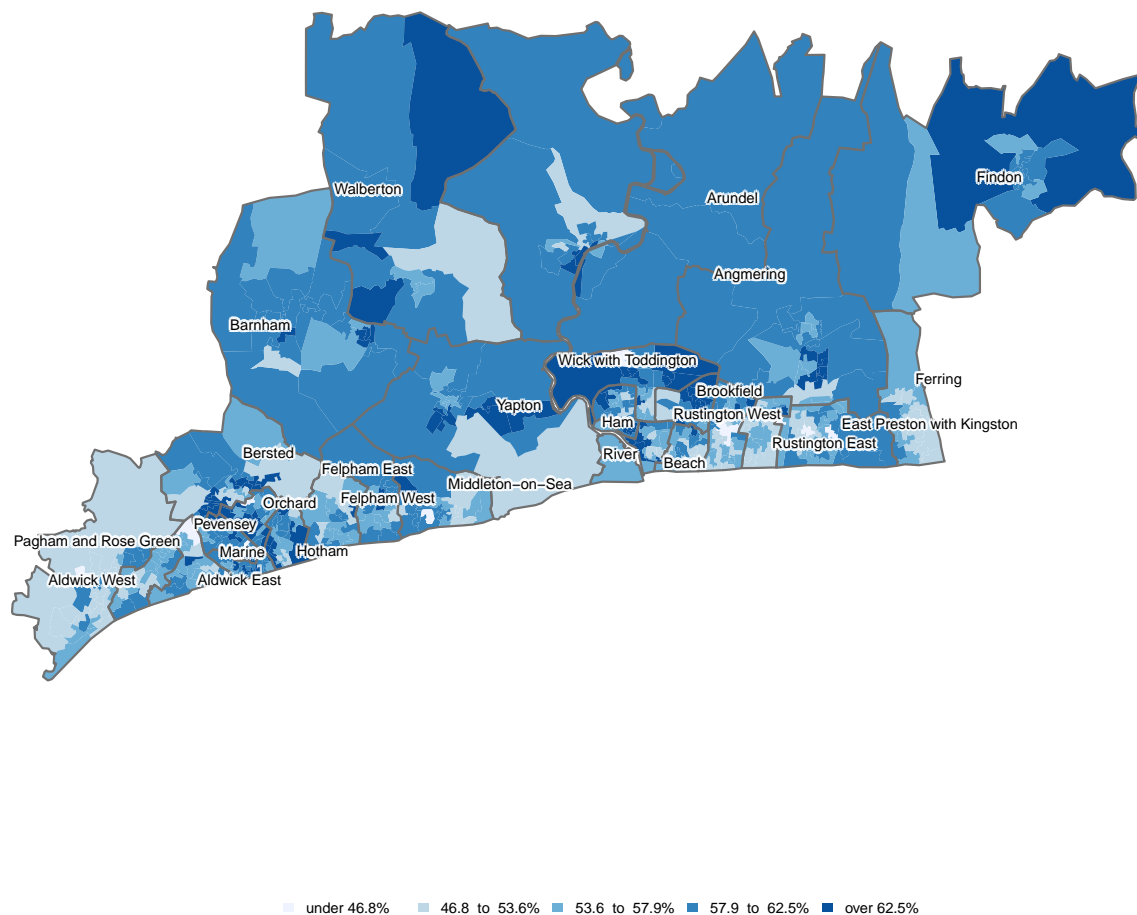 Findon
Walberton
Arundel
Angmering
Barnham
Wick with Toddington
Ferring
Brookfield
Yapton
Rustington West
Ham
East Preston with Kingston
Rustington East
Bersted
River
Beach
Felpham East
Middleton−on−Sea
Felpham West
Orchard
Pevensey
Pagham and Rose Green
Marine
Hotham
Aldwick West
Aldwick East
under 46.8% 46.8 to 53.6% 53.6 to 57.9% 57.9 to 62.5% over 62.5%